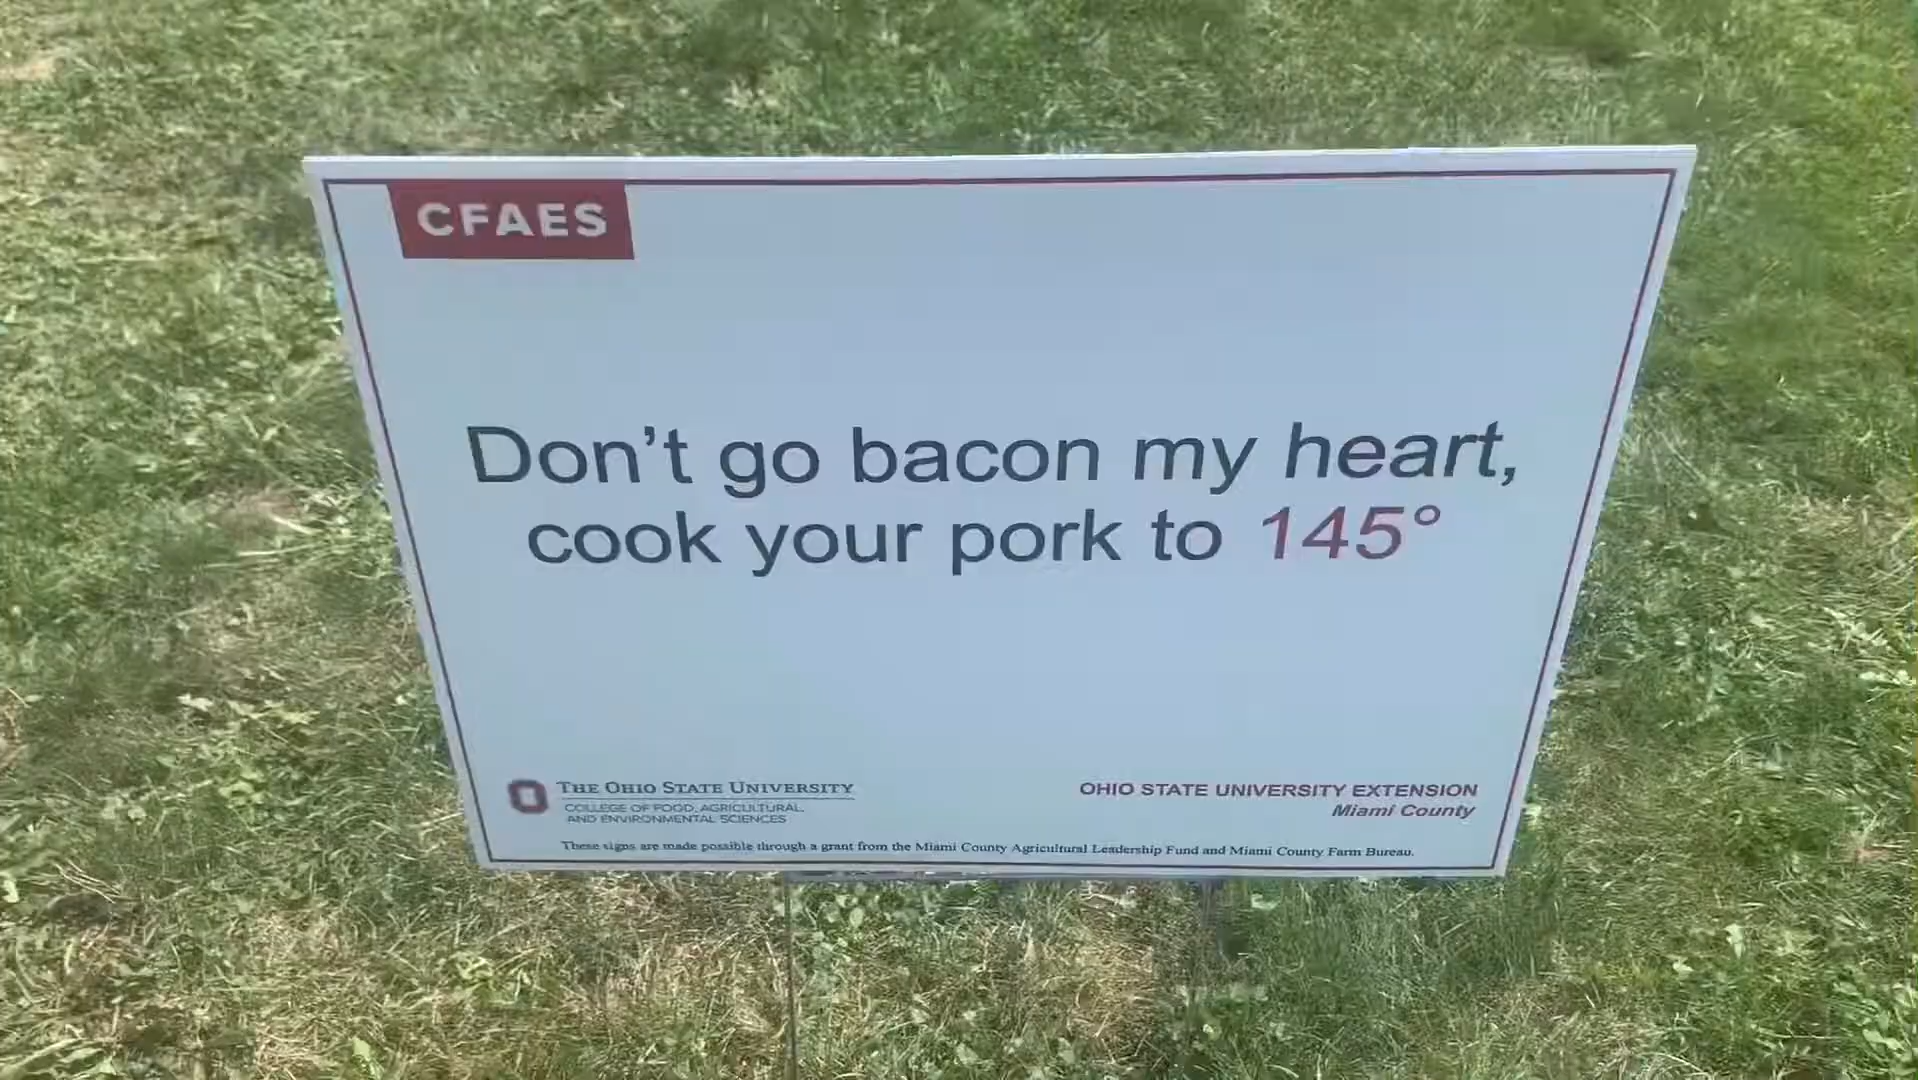 CFAES
Don't go bacon my heart,
cook your pork to 145°
THE OHIO STATE UNIVERSITY
COLLEGE OF FOOD, AGRICULTURAL,
AND ENVIRONMENTAL SCIENCES
OHIO STATE UNIVERSITY EXTENSION
Miami County
These signs are made possible through a grant from the Miami County Agricultural Leadership Fund and Miami County Farm Bureau.